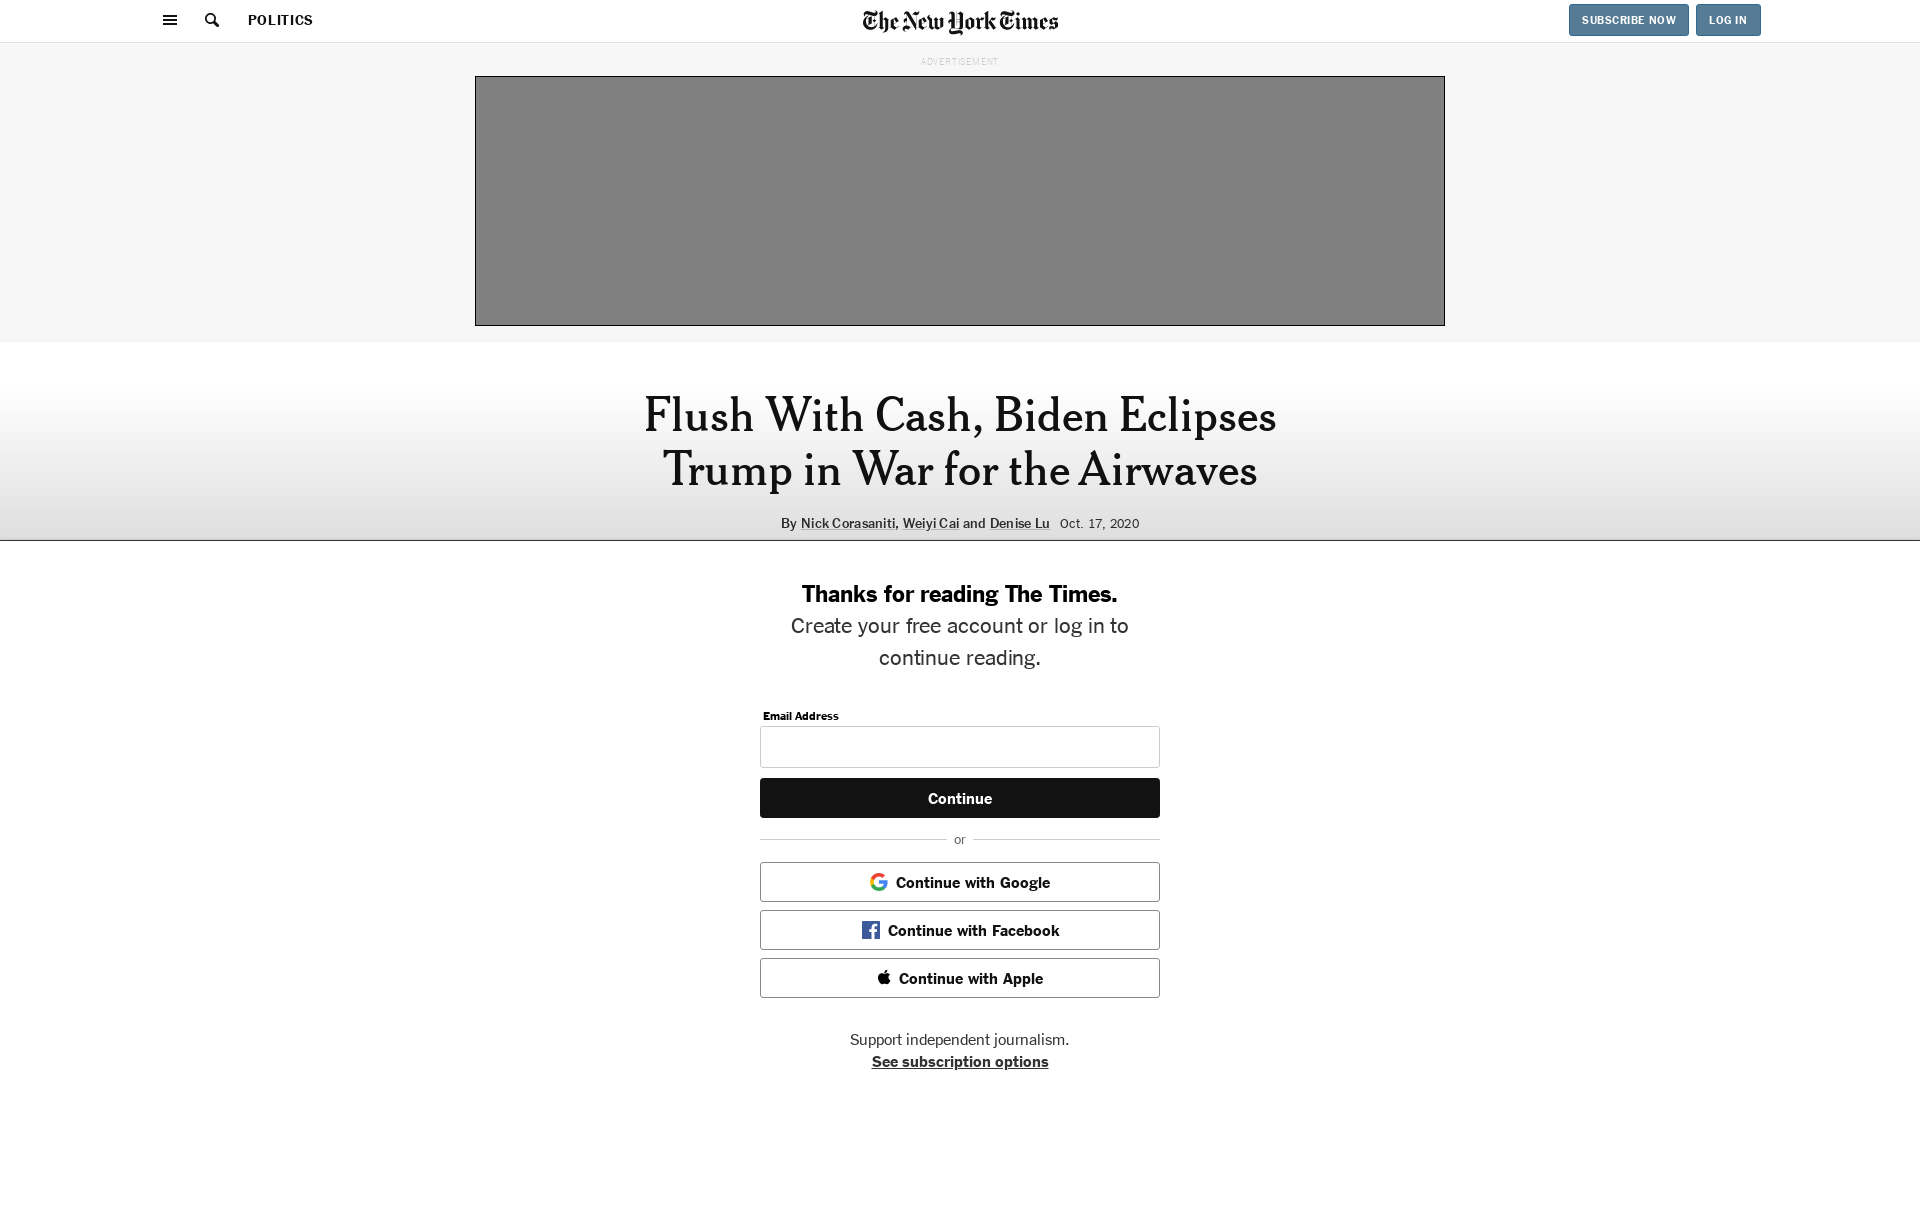 POLITICS
The New York Times
SUBSCRIBE NOW
LOG IN
ADVERTISEMENT
Flush With Cash, Biden Eclipses
Trump in War for the Airwaves
By Nick Corasaniti, Weiyi Cai and Denise Lu Oct. 17, 2020
Thanks for reading The Times.
Create your free account or log in to
continue reading.
Email Address
Continue
or
Continue with Google
Continue with Facebook
Continue with Apple
Support independent journalism.
See subscription options